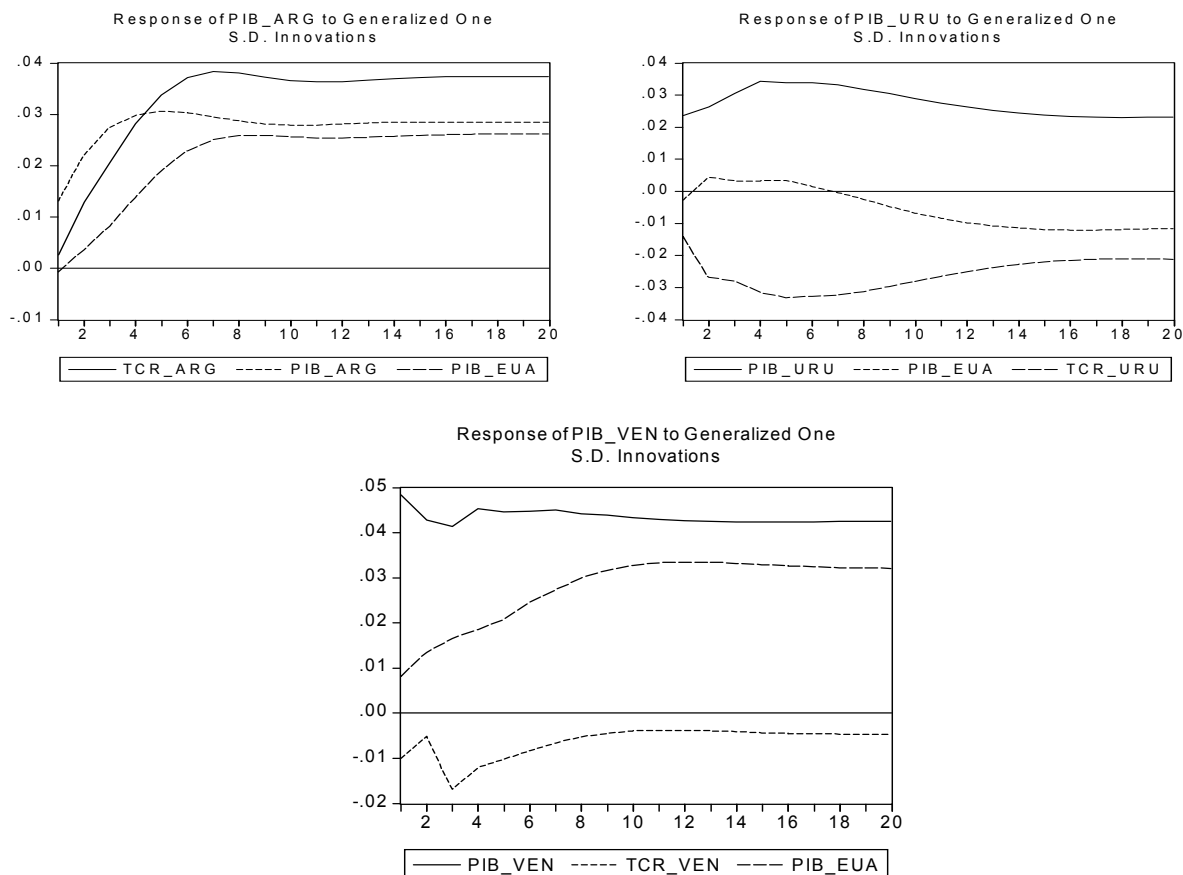 Response of PIB_ARG to Generalized One
S.D. Innovations
.04
.03
.02
.01
.00
-.01
2 4 6 8 10 12 14 16 18 20
TCR_ARG PIB_ARG PIB_EUA
Response of PIB_URU to Generalized One
S.D. Innovations
.04
.03
.02
.01
.00
-.01
-.02
-.03
-.04
2 4 6 8 10 12 14 16 18 20
PIB_URU PIB_EUA TCR_URU
Response of PIB_VEN to Generalized One
S.D. Innovations
.05
.04
.03
.02
.01
.00
-.01
-.02
2 4 6 8 10 12 14 16 18 20
PIB_VEN TCR_VEN PIB_EUA